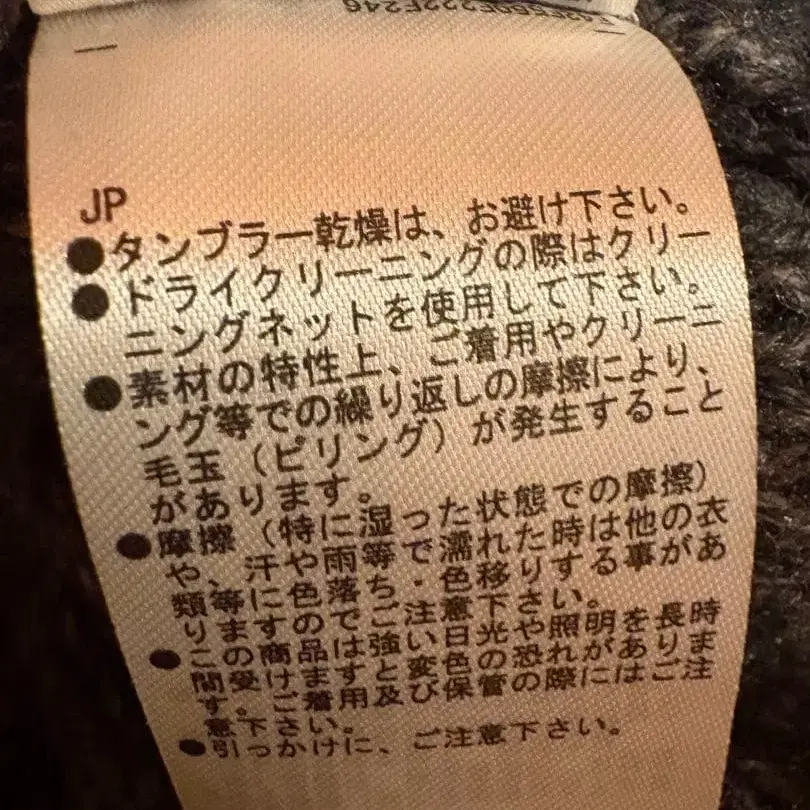 JP
●タンブラー乾燥は、お避け下さい。
●ドライクリーニングの際はクリー
ニングネットを使用して下さい。
●素材の特性上、ご着用やクリーニ
ング等での繰り返しの摩擦により、
毛玉（ピリング）が発生すること
があります。
●摩擦（特に湿った状態での摩擦）
や、汗や雨等で濡れた時は他の衣
類等に色落ち・色移りする事があ
りますのでご注意下さい。
●この商品は強い日光や照明を長時
間受けますと変色の恐れがありま
す。ご着用及び保管の際にはご注
意下さい。
●引っかけに、ご注意下さい。